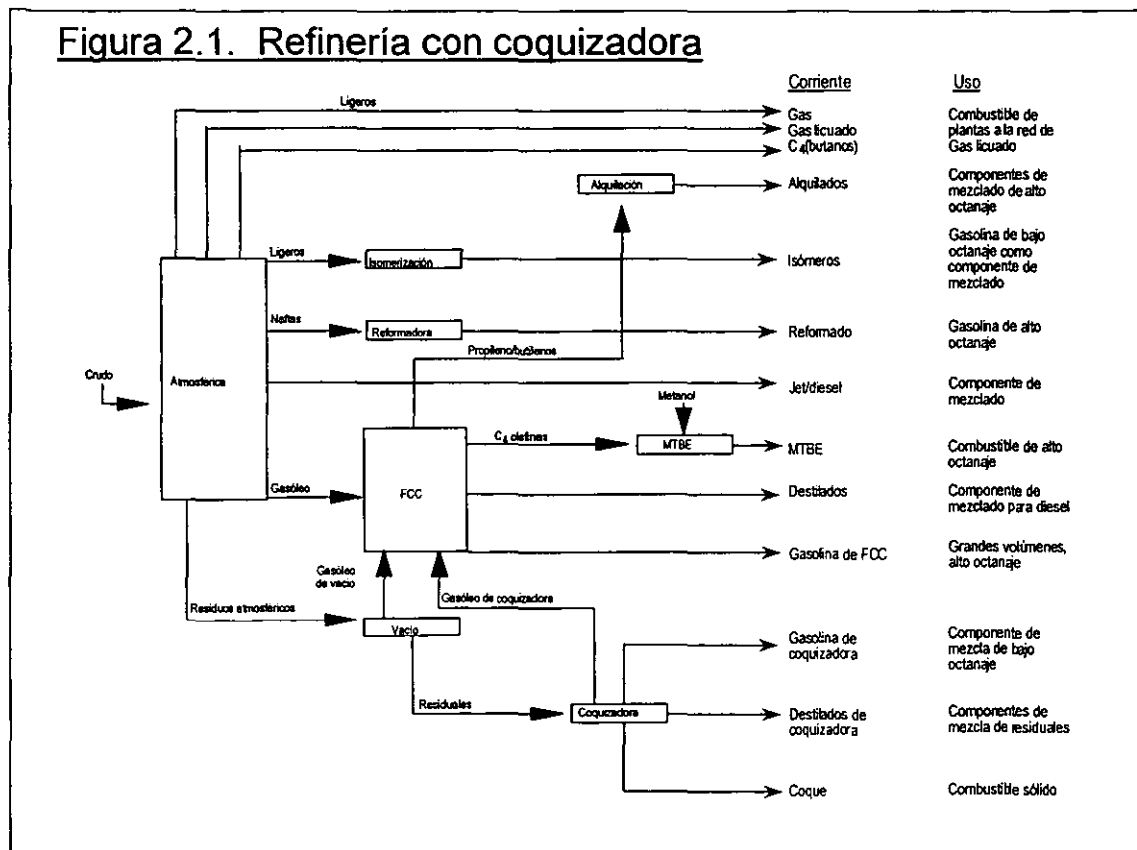 Figura 2.1. Refinería con coquizadora
Corriente
Uso
Ligeros
Gas
Gas licuado
C4(butanos)
Combustible de
plantas a la red de
Gas licuado
Alquilación
Alquilados
Componentes de
mezclado de alto
octanaje
Ligeros
Isomerización
Isómeros
Gasolina de bajo
octanaje como
componente de
mezclado
Naftas
Reformadora
Reformado
Gasolina de alto
octanaje
Propileno/butilenos
Crudo
Atmosférica
Jet/diesel
Componente de
mezclado
Metanol
C4 olefinas
MTBE
MTBE
Combustible de alto
octanaje
Gasóleo
FCC
Destilados
Componente de
mezclado para diesel
Gasolina de FCC
Grandes volúmenes,
alto octanaje
Gasóleo
de vacio
Gasóleo de coquizadora
Residuos atmosféricos
Vacio
Gasolina de
coquizadora
Componente de
mezcla de bajo
octanaje
Residuales
Coquizadora
Destilados de
coquizadora
Componentes de
mezcla de residuales
Coque
Combustible sólido